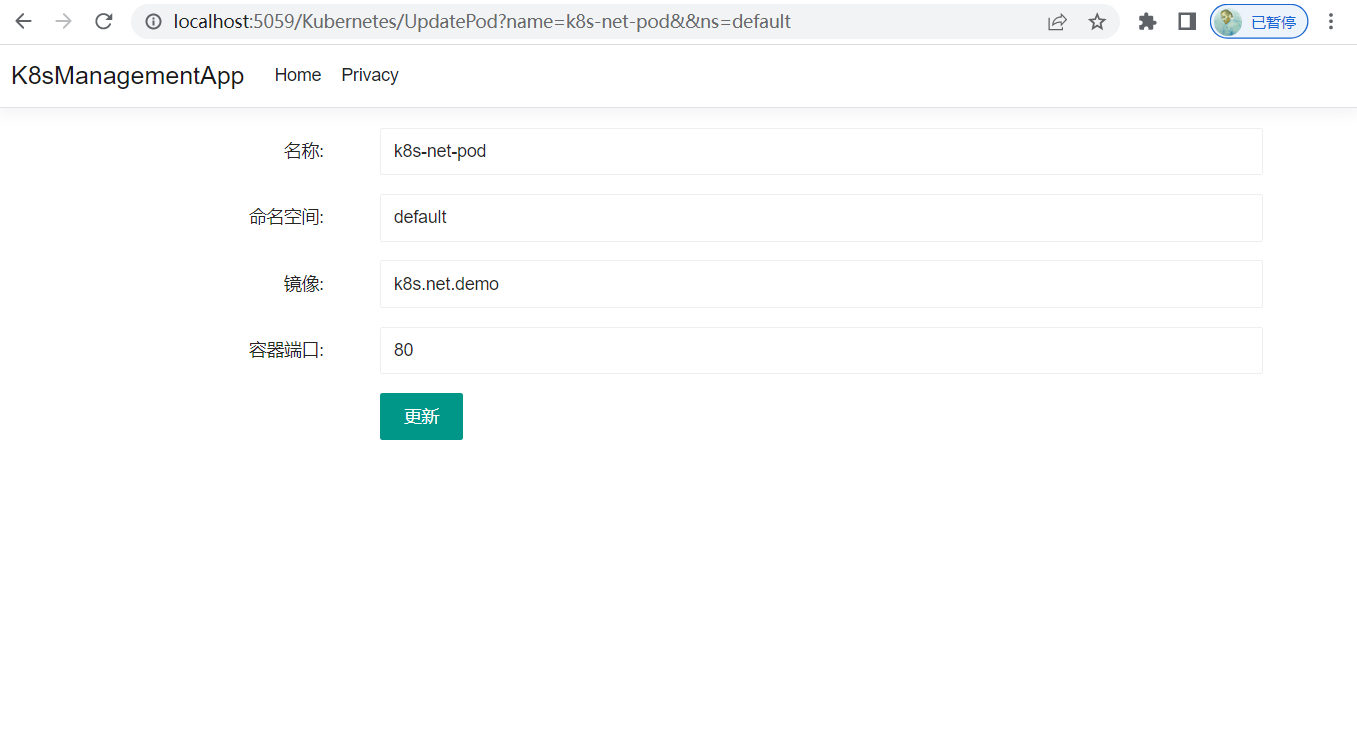 localhost:5059/Kubernetes/UpdatePod?name=k8s-net-pod&&ns=default
已暂停
K8sManagementApp Home Privacy
名称: k8s-net-pod
命名空间: default
镜像: k8s.net.demo
容器端口: 80
更新